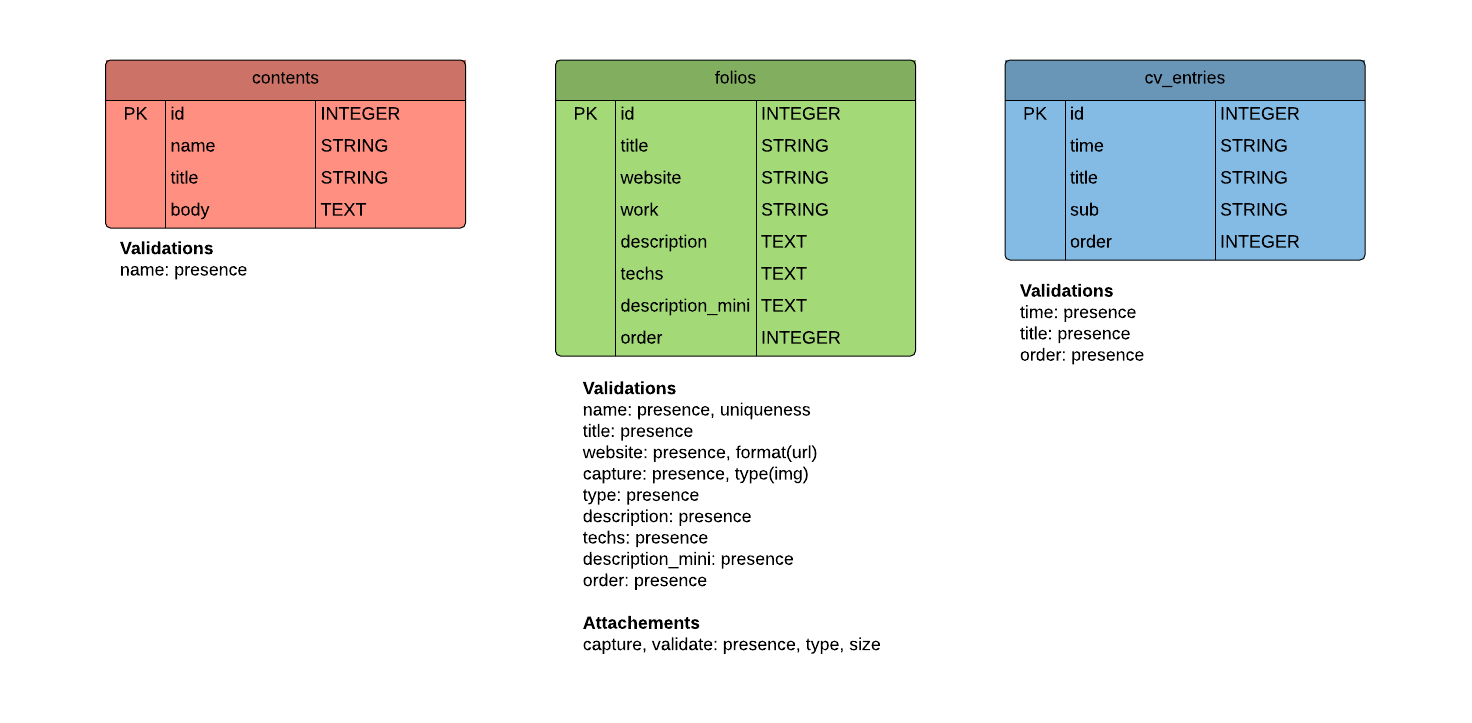 contents
PK id INTEGER
name STRING
title STRING
body TEXT
Validations
name: presence
folios
PK id INTEGER
title STRING
website STRING
work STRING
description TEXT
techs TEXT
description_mini TEXT
order INTEGER
Validations
name: presence, uniqueness
title: presence
website: presence, format(url)
capture: presence, type(img)
type: presence
description: presence
techs: presence
description_mini: presence
order: presence
Attachements
capture, validate: presence, type, size
cv_entries
PK id INTEGER
time STRING
title STRING
sub STRING
order INTEGER
Validations
time: presence
title: presence
order: presence